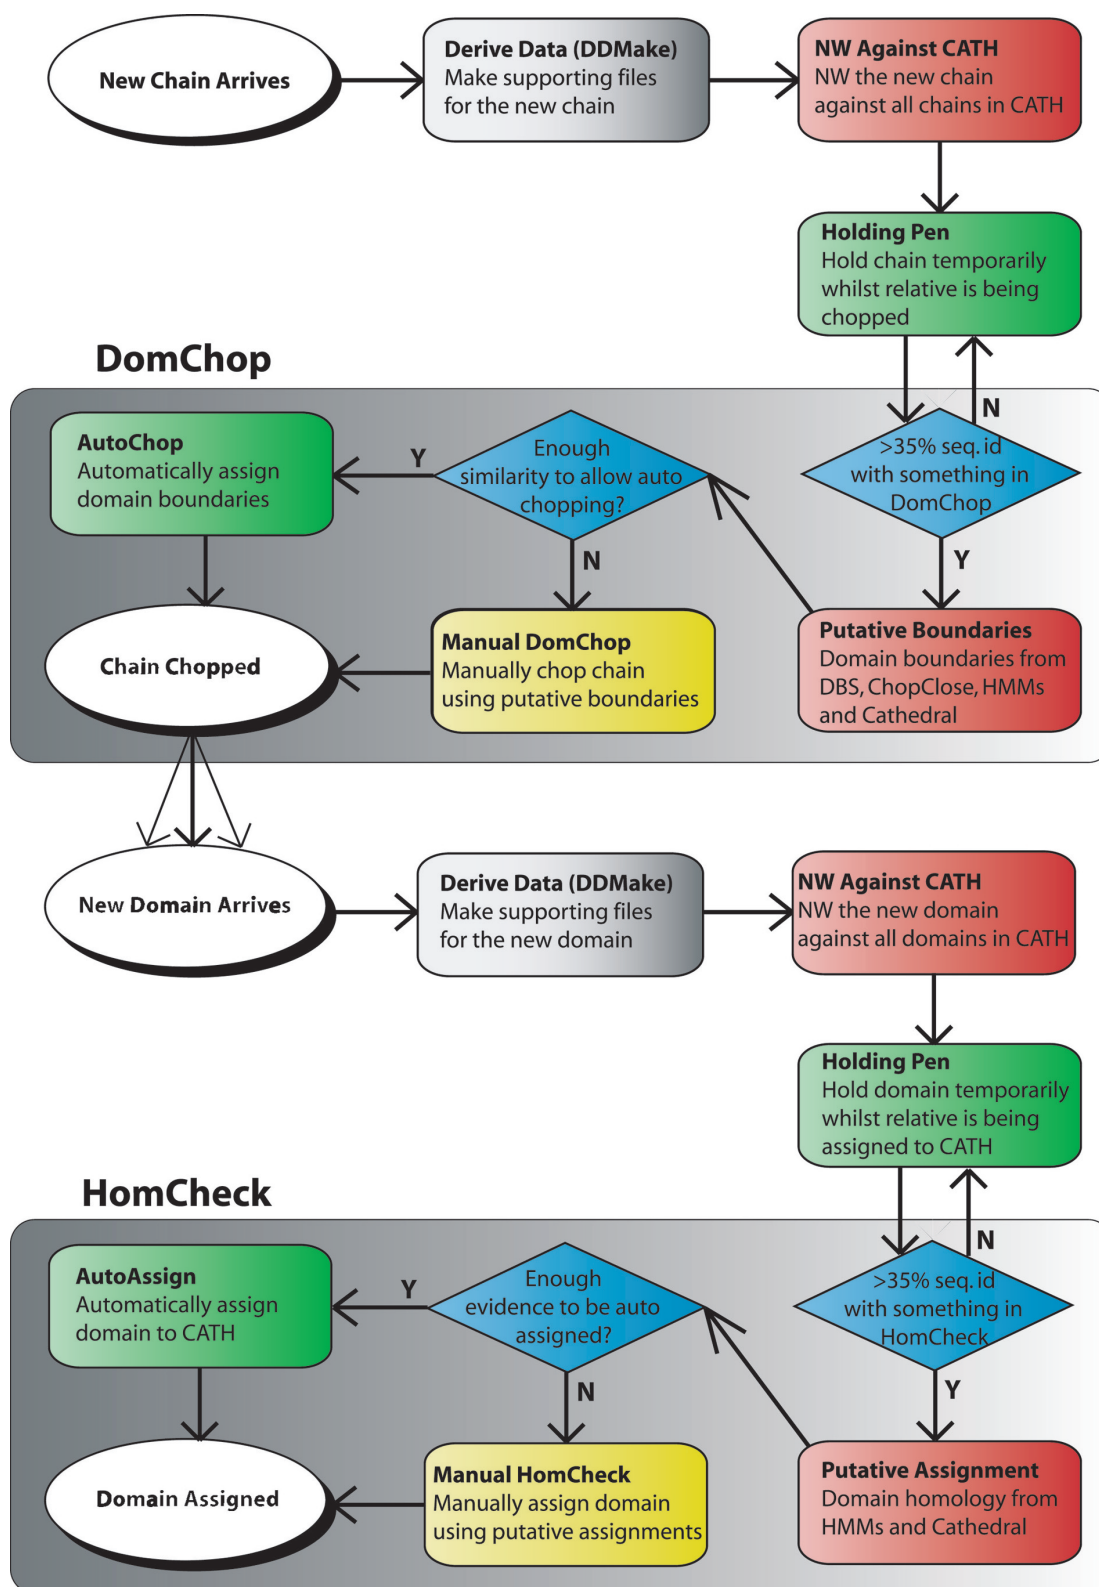 New Chain Arrives
Derive Data (DDMake)
Make supporting files
for the new chain
NW Against CATH
NW the new chain
against all chains in CATH
Holding Pen
Hold chain temporarily
whilst relative is being
chopped
DomChop
N
>35% seq. id
with something in
DomChop
Y
Putative Boundaries
Domain boundaries from
DBS, ChopClose, HMMs
and Cathedral
Enough
similarity to allow auto
chopping?
Y
N
AutoChop
Automatically assign
domain boundaries
Manual DomChop
Manually chop chain
using putative boundaries
Chain Chopped
New Domain Arrives
Derive Data (DDMake)
Make supporting files
for the new domain
NW Against CATH
NW the new domain
against all domains in CATH
Holding Pen
Hold domain temporarily
whilst relative is being
assigned to CATH
HomCheck
N
>35% seq. id
with something in
HomCheck
Y
Putative Assignment
Domain homology from
HMMs and Cathedral
Enough
evidence to be auto
assigned?
Y
N
AutoAssign
Automatically assign
domain to CATH
Manual HomCheck
Manually assign domain
using putative assignments
Domain Assigned